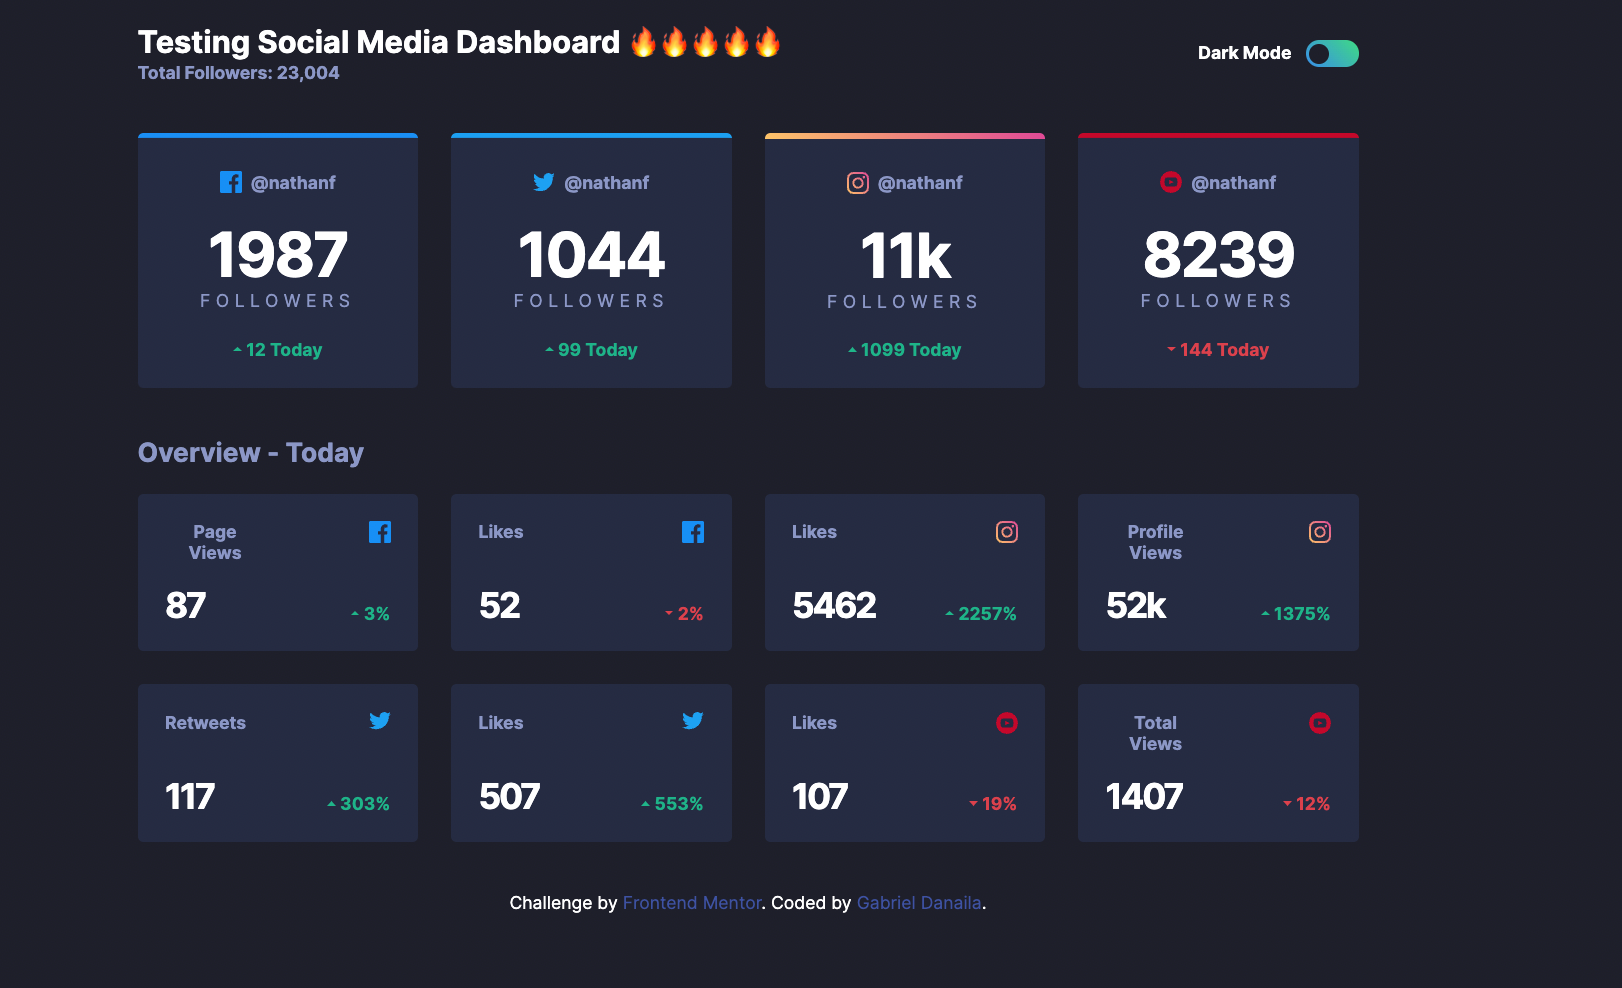 Testing Social Media Dashboard 🔥🔥🔥🔥🔥
Total Followers: 23,004
Dark Mode
@nathanf
1987
FOLLOWERS
12 Today
@nathanf
1044
FOLLOWERS
99 Today
@nathanf
11k
FOLLOWERS
1099 Today
@nathanf
8239
FOLLOWERS
144 Today
Overview - Today
Page
Views
87
3%
Likes
52
2%
Likes
5462
2257%
Profile
Views
52k
1375%
Retweets
117
303%
Likes
507
553%
Likes
107
19%
Total
Views
1407
12%
Challenge by Frontend Mentor. Coded by Gabriel Danaila.